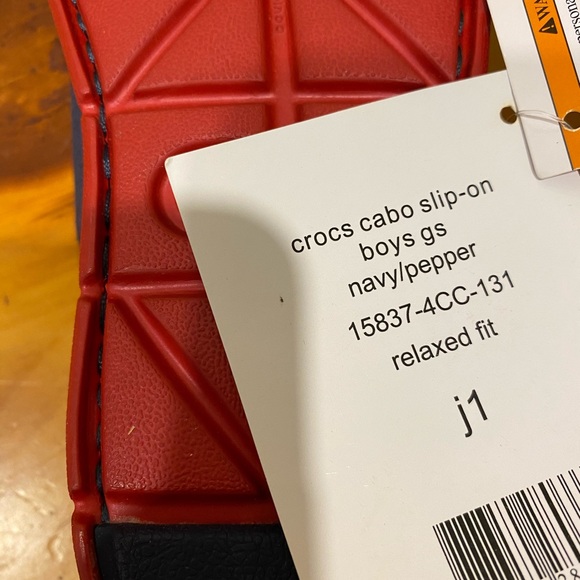 crocs cabo slip-on
boys gs
navy/pepper
15837-4CC-131
relaxed fit
j1